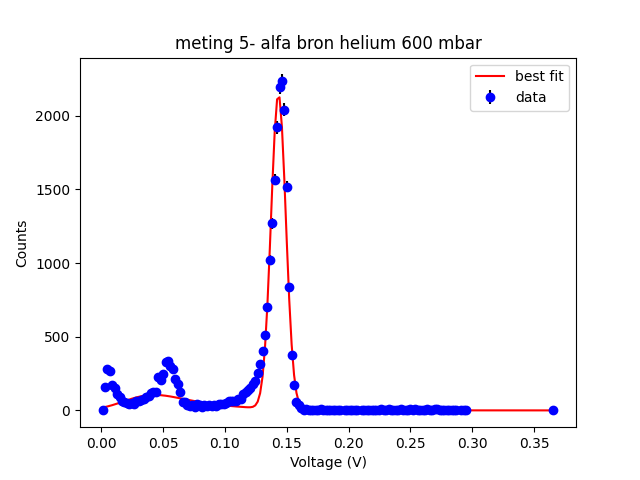 meting 5- alfa bron helium 600 mbar
best fit
data
Counts
2000
1500
1000
500
0
0.00 0.05 0.10 0.15 0.20 0.25 0.30 0.35
Voltage (V)